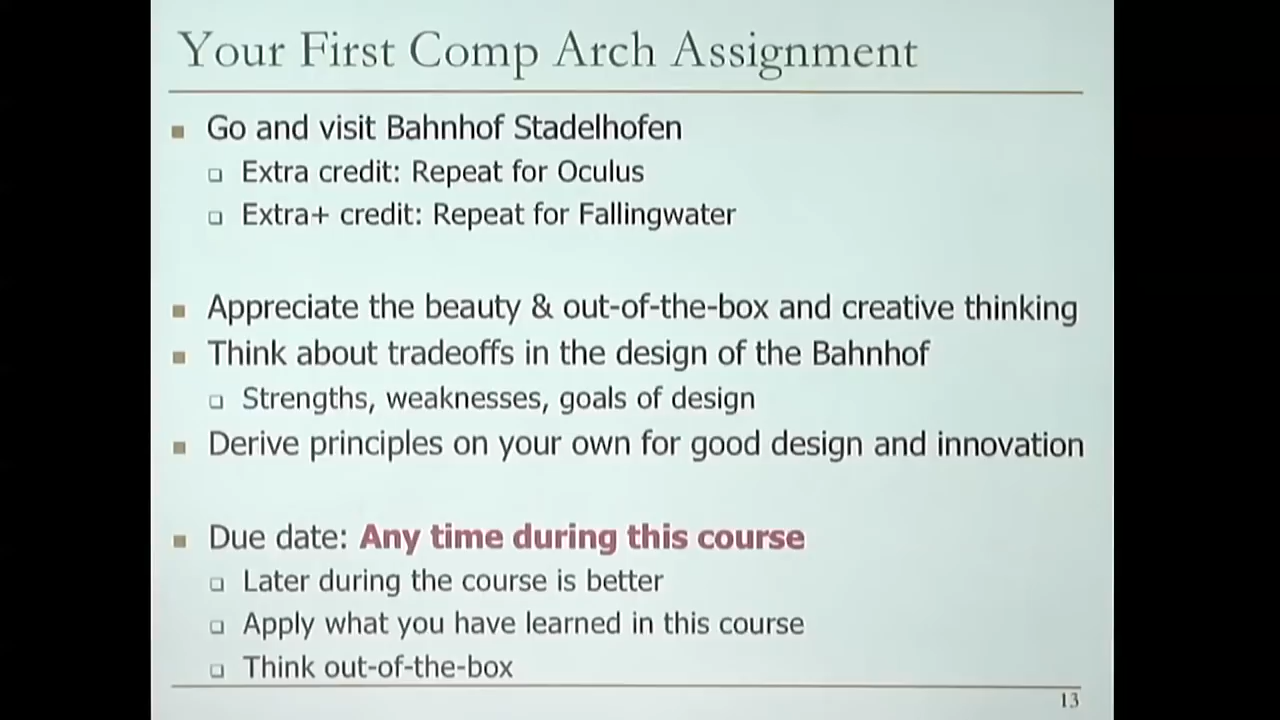 Your First Comp Arch Assignment
Go and visit Bahnhof Stadelhofen
Extra credit: Repeat for Oculus
Extra+ credit: Repeat for Fallingwater
Appreciate the beauty & out-of-the-box and creative thinking
Think about tradeoffs in the design of the Bahnhof
Strengths, weaknesses, goals of design
Derive principles on your own for good design and innovation
Due date: Any time during this course
Later during the course is better
Apply what you have learned in this course
Think out-of-the-box
13